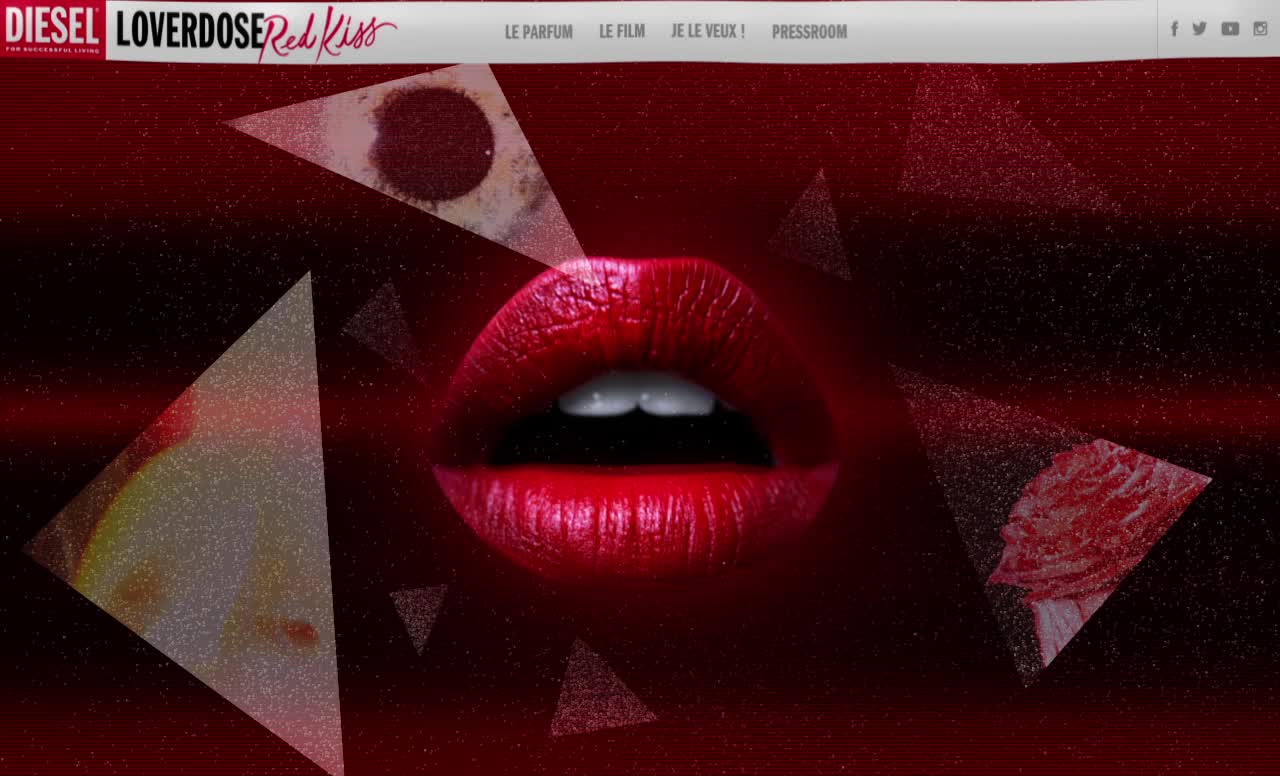 DIESEL
FOR SUCCESSFUL LIVING
LOVERDOSE Red Kiss
LE PARFUM
LE FILM
JE LE VEUX !
PRESSROOM